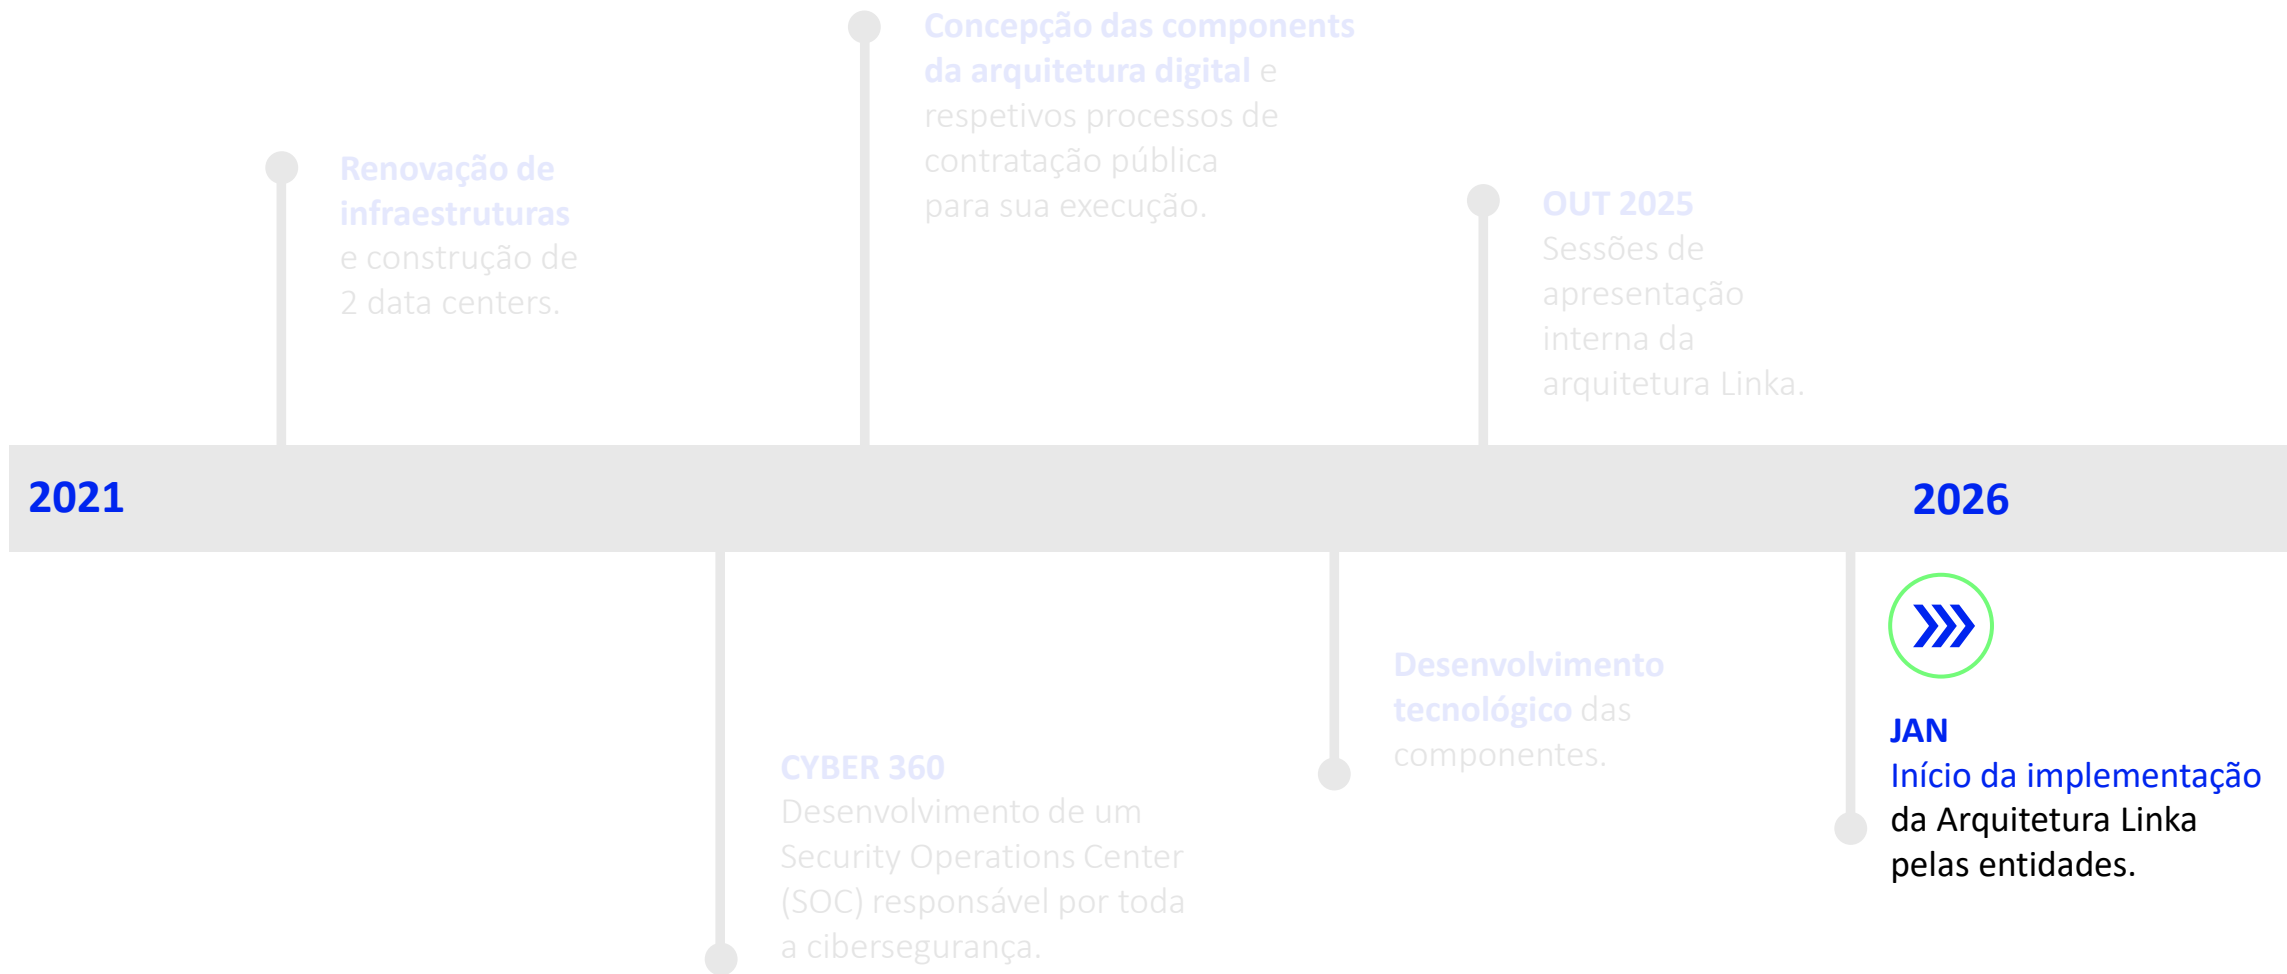 Concepção das components
da arquitetura digital e
respetivos processos de
contratação pública
para sua execução.
Renovação de
infraestruturas
e construção de
2 data centers.
OUT 2025
Sessões de
apresentação
interna da
arquitetura Linka.
2021
2026
Desenvolvimento
tecnológico das
componentes.
JAN
Início da implementação
da Arquitetura Linka
pelas entidades.
CYBER 360
Desenvolvimento de um
Security Operations Center
(SOC) responsável por toda
a cibersegurança.